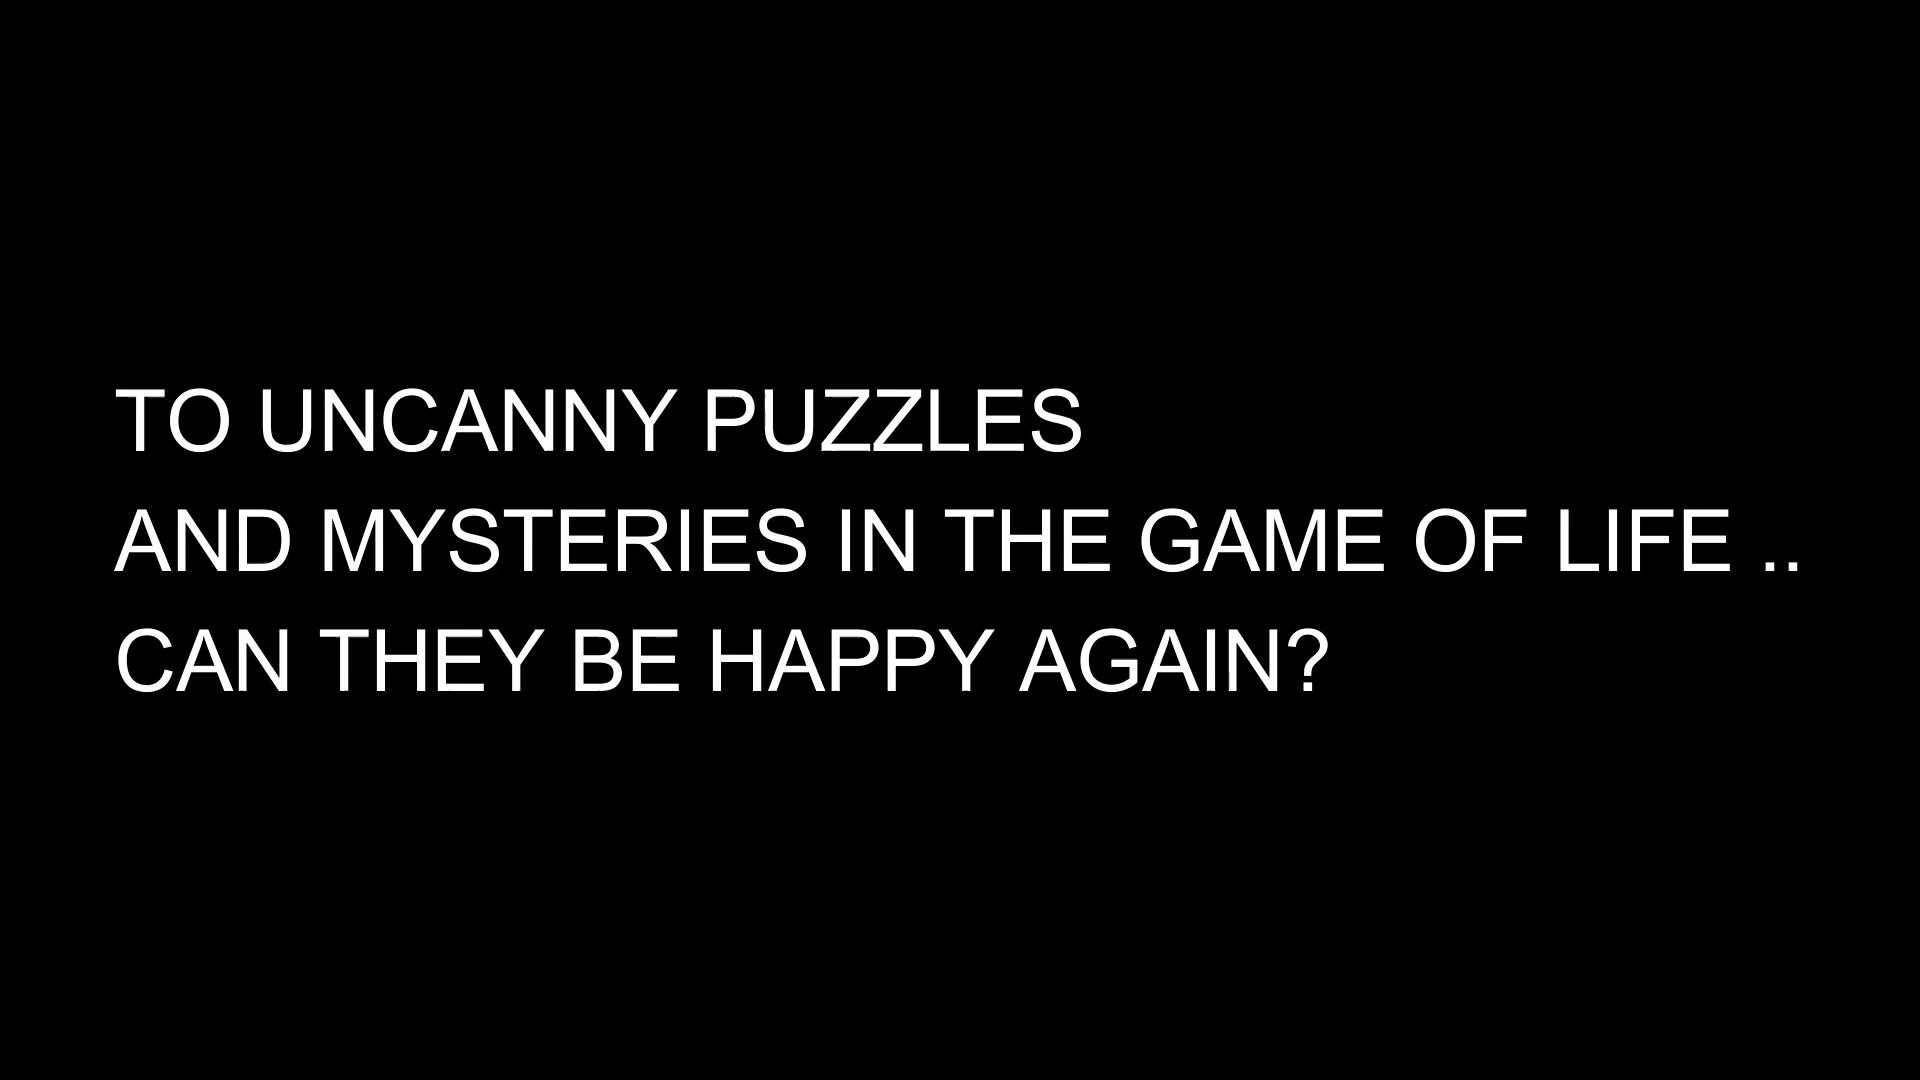 TO UNCANNY PUZZLES
AND MYSTERIES IN THE GAME OF LIFE ..
CAN THEY BE HAPPY AGAIN?